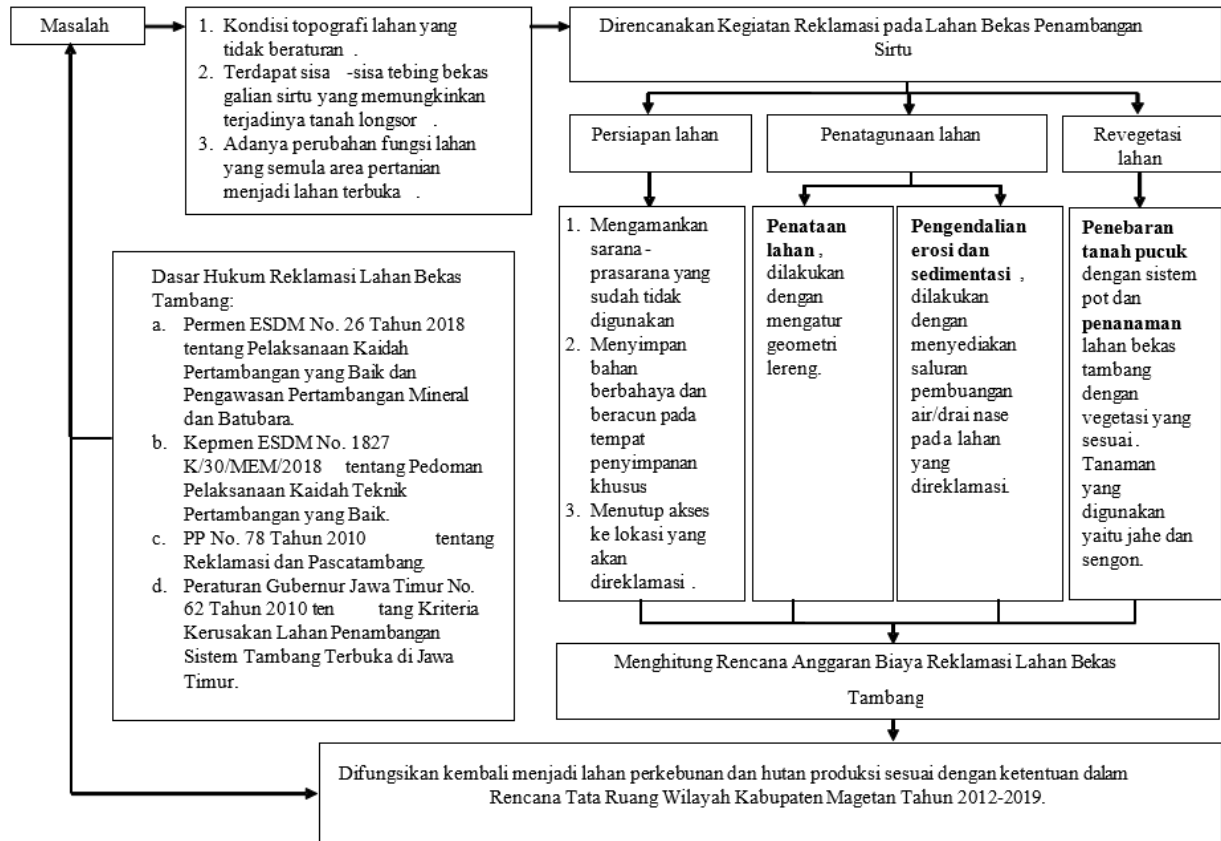 Masalah
1. Kondisi topografi lahan yang
tidak beraturan .
2. Terdapat sisa -sisa tebing bekas
galian sirtu yang memungkinkan
terjadinya tanah longsor .
3. Adanya perubahan fungsi lahan
yang semula area pertanian
menjadi lahan terbuka .
Direncanakan Kegiatan Reklamasi pada Lahan Bekas Penambangan
Sirtu
Persiapan lahan
Penatagunaan lahan
Revegetasi
lahan
Dasar Hukum Reklamasi Lahan Bekas
Tambang:
a. Permen ESDM No. 26 Tahun 2018
tentang Pelaksanaan Kaidah
Pertambangan yang Baik dan
Pengawasan Pertambangan Mineral
dan Batubara.
b. Kepmen ESDM No. 1827
K/30/MEM/2018 tentang Pedoman
Pelaksanaan Kaidah Teknik
Pertambangan yang Baik.
c. PP No. 78 Tahun 2010 tentang
Reklamasi dan Pascatambang.
d. Peraturan Gubernur Jawa Timur No.
62 Tahun 2010 ten tang Kriteria
Kerusakan Lahan Penambangan
Sistem Tambang Terbuka di Jawa
Timur.
1. Mengamankan
sarana -
prasarana yang
sudah tidak
digunakan
2. Menyimpan
bahan
berbahaya dan
beracun pada
tempat
penyimpanan
khusus
3. Menutup akses
ke lokasi yang
akan
direklamasi .
Penataan
lahan ,
dilakukan
dengan
mengatur
geometri
lereng.
Pengendalian
erosi dan
sedimentasi ,
dilakukan
dengan
menyediakan
saluran
pembuangan
air/drai nase
pada lahan
yang
direklamasi.
Penebaran
tanah pucuk
dengan sistem
pot dan
penanaman
lahan bekas
tambang
dengan
vegetasi yang
sesuai .
Tanaman
yang
digunakan
yaitu jahe dan
sengon.
Menghitung Rencana Anggaran Biaya Reklamasi Lahan Bekas
Tambang
Difungsikan kembali menjadi lahan perkebunan dan hutan produksi sesuai dengan ketentuan dalam
Rencana Tata Ruang Wilayah Kabupaten Magetan Tahun 2012-2019.